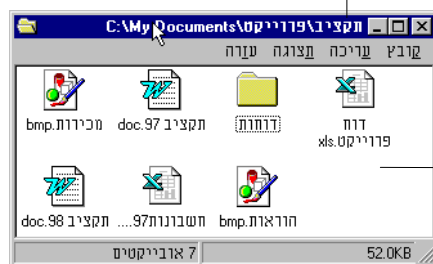 C:\My Documents\תקציב\פרוייקט
קובץ עריכה תצוגה עזרה
דוח פרוייקט.xls
דוחות
תקציב 97.doc
מכירות.bmp
הוראות.bmp
חשבונות97....
תקציב 98.doc
7 אובייקטים
52.0KB